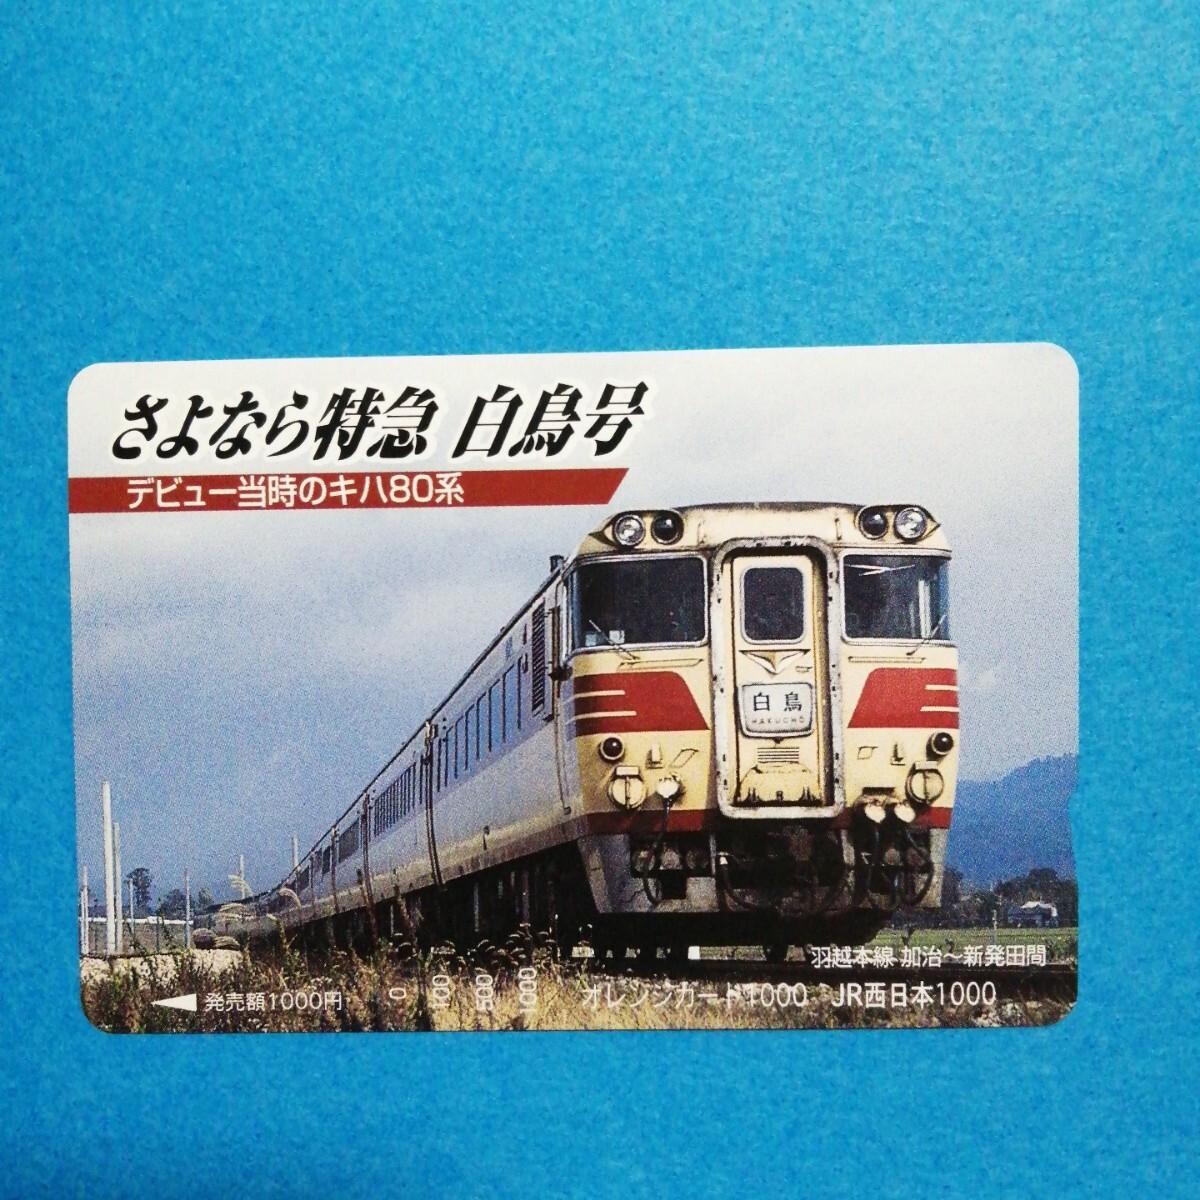 さよなら特急 白鳥号
デビュー当時のキハ80系
白鳥
HAKUCHO
羽越本線 加治〜新発田間
発売額1000円 0 100 500 1000 オレンジカード1000 JR西日本1000